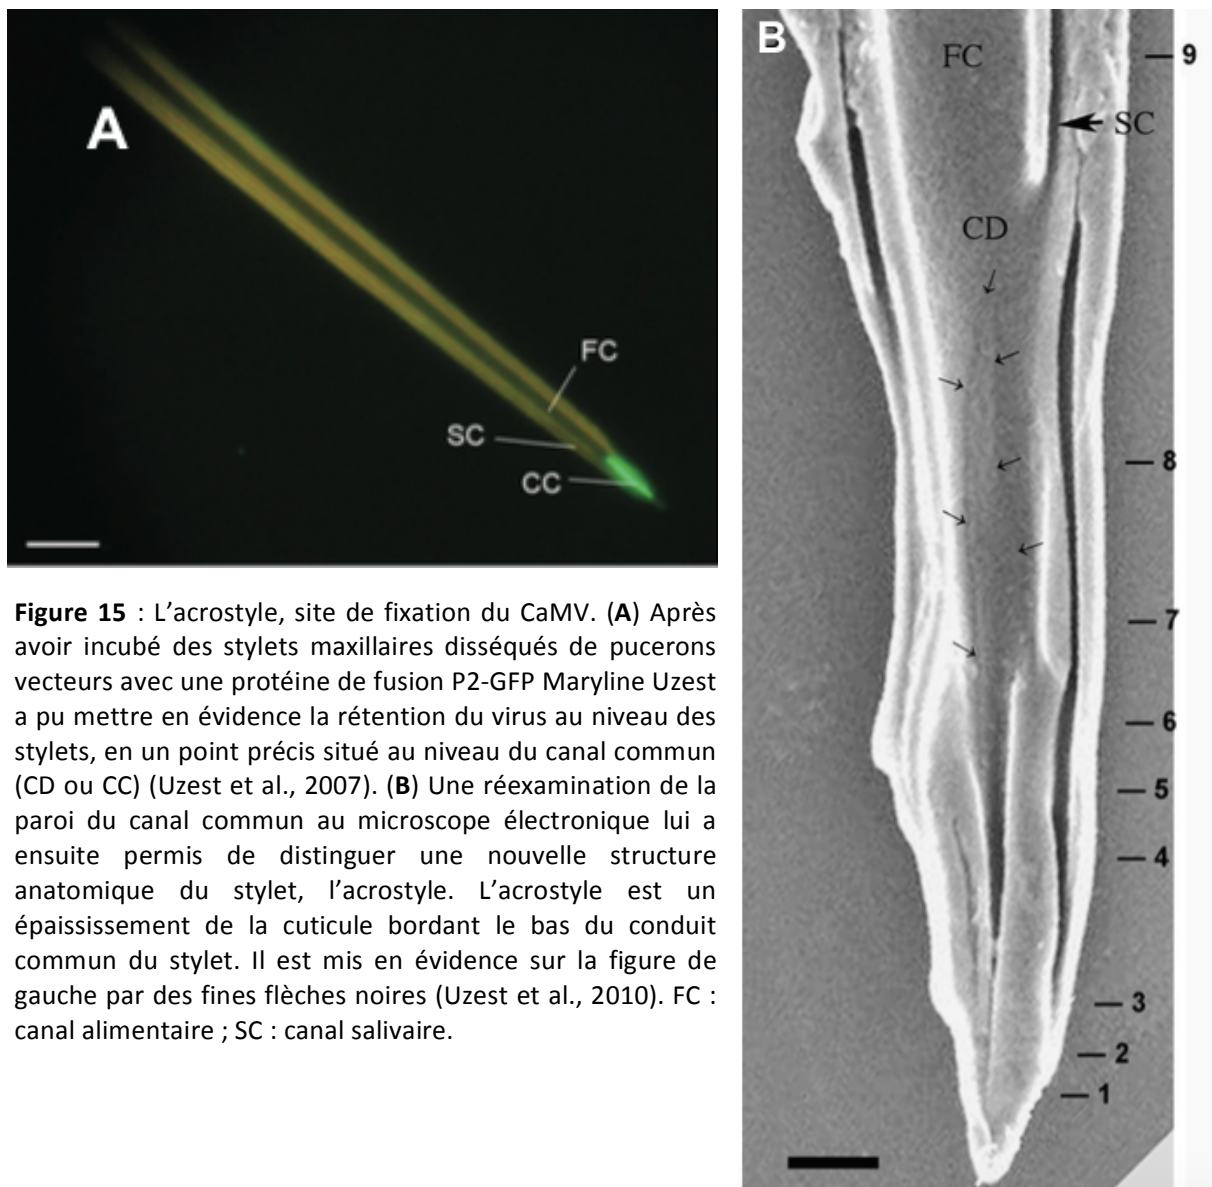 A
FC
SC
CC
B
FC
9
SC
CD
8
7
6
5
4
3
2
1
Figure 15 : L’acrostyle, site de fixation du CaMV. (A) Après
avoir incubé des stylets maxillaires disséqués de pucerons
vecteurs avec une protéine de fusion P2-GFP Maryline Uzest
a pu mettre en évidence la rétention du virus au niveau des
stylets, en un point précis situé au niveau du canal commun
(CD ou CC) (Uzest et al., 2007). (B) Une réexamination de la
paroi du canal commun au microscope électronique lui a
ensuite permis de distinguer une nouvelle structure
anatomique du stylet, l’acrostyle. L’acrostyle est un
épaississement de la cuticule bordant le bas du conduit
commun du stylet. Il est mis en évidence sur la figure de
gauche par des fines flèches noires (Uzest et al., 2010). FC :
canal alimentaire ; SC : canal salivaire.